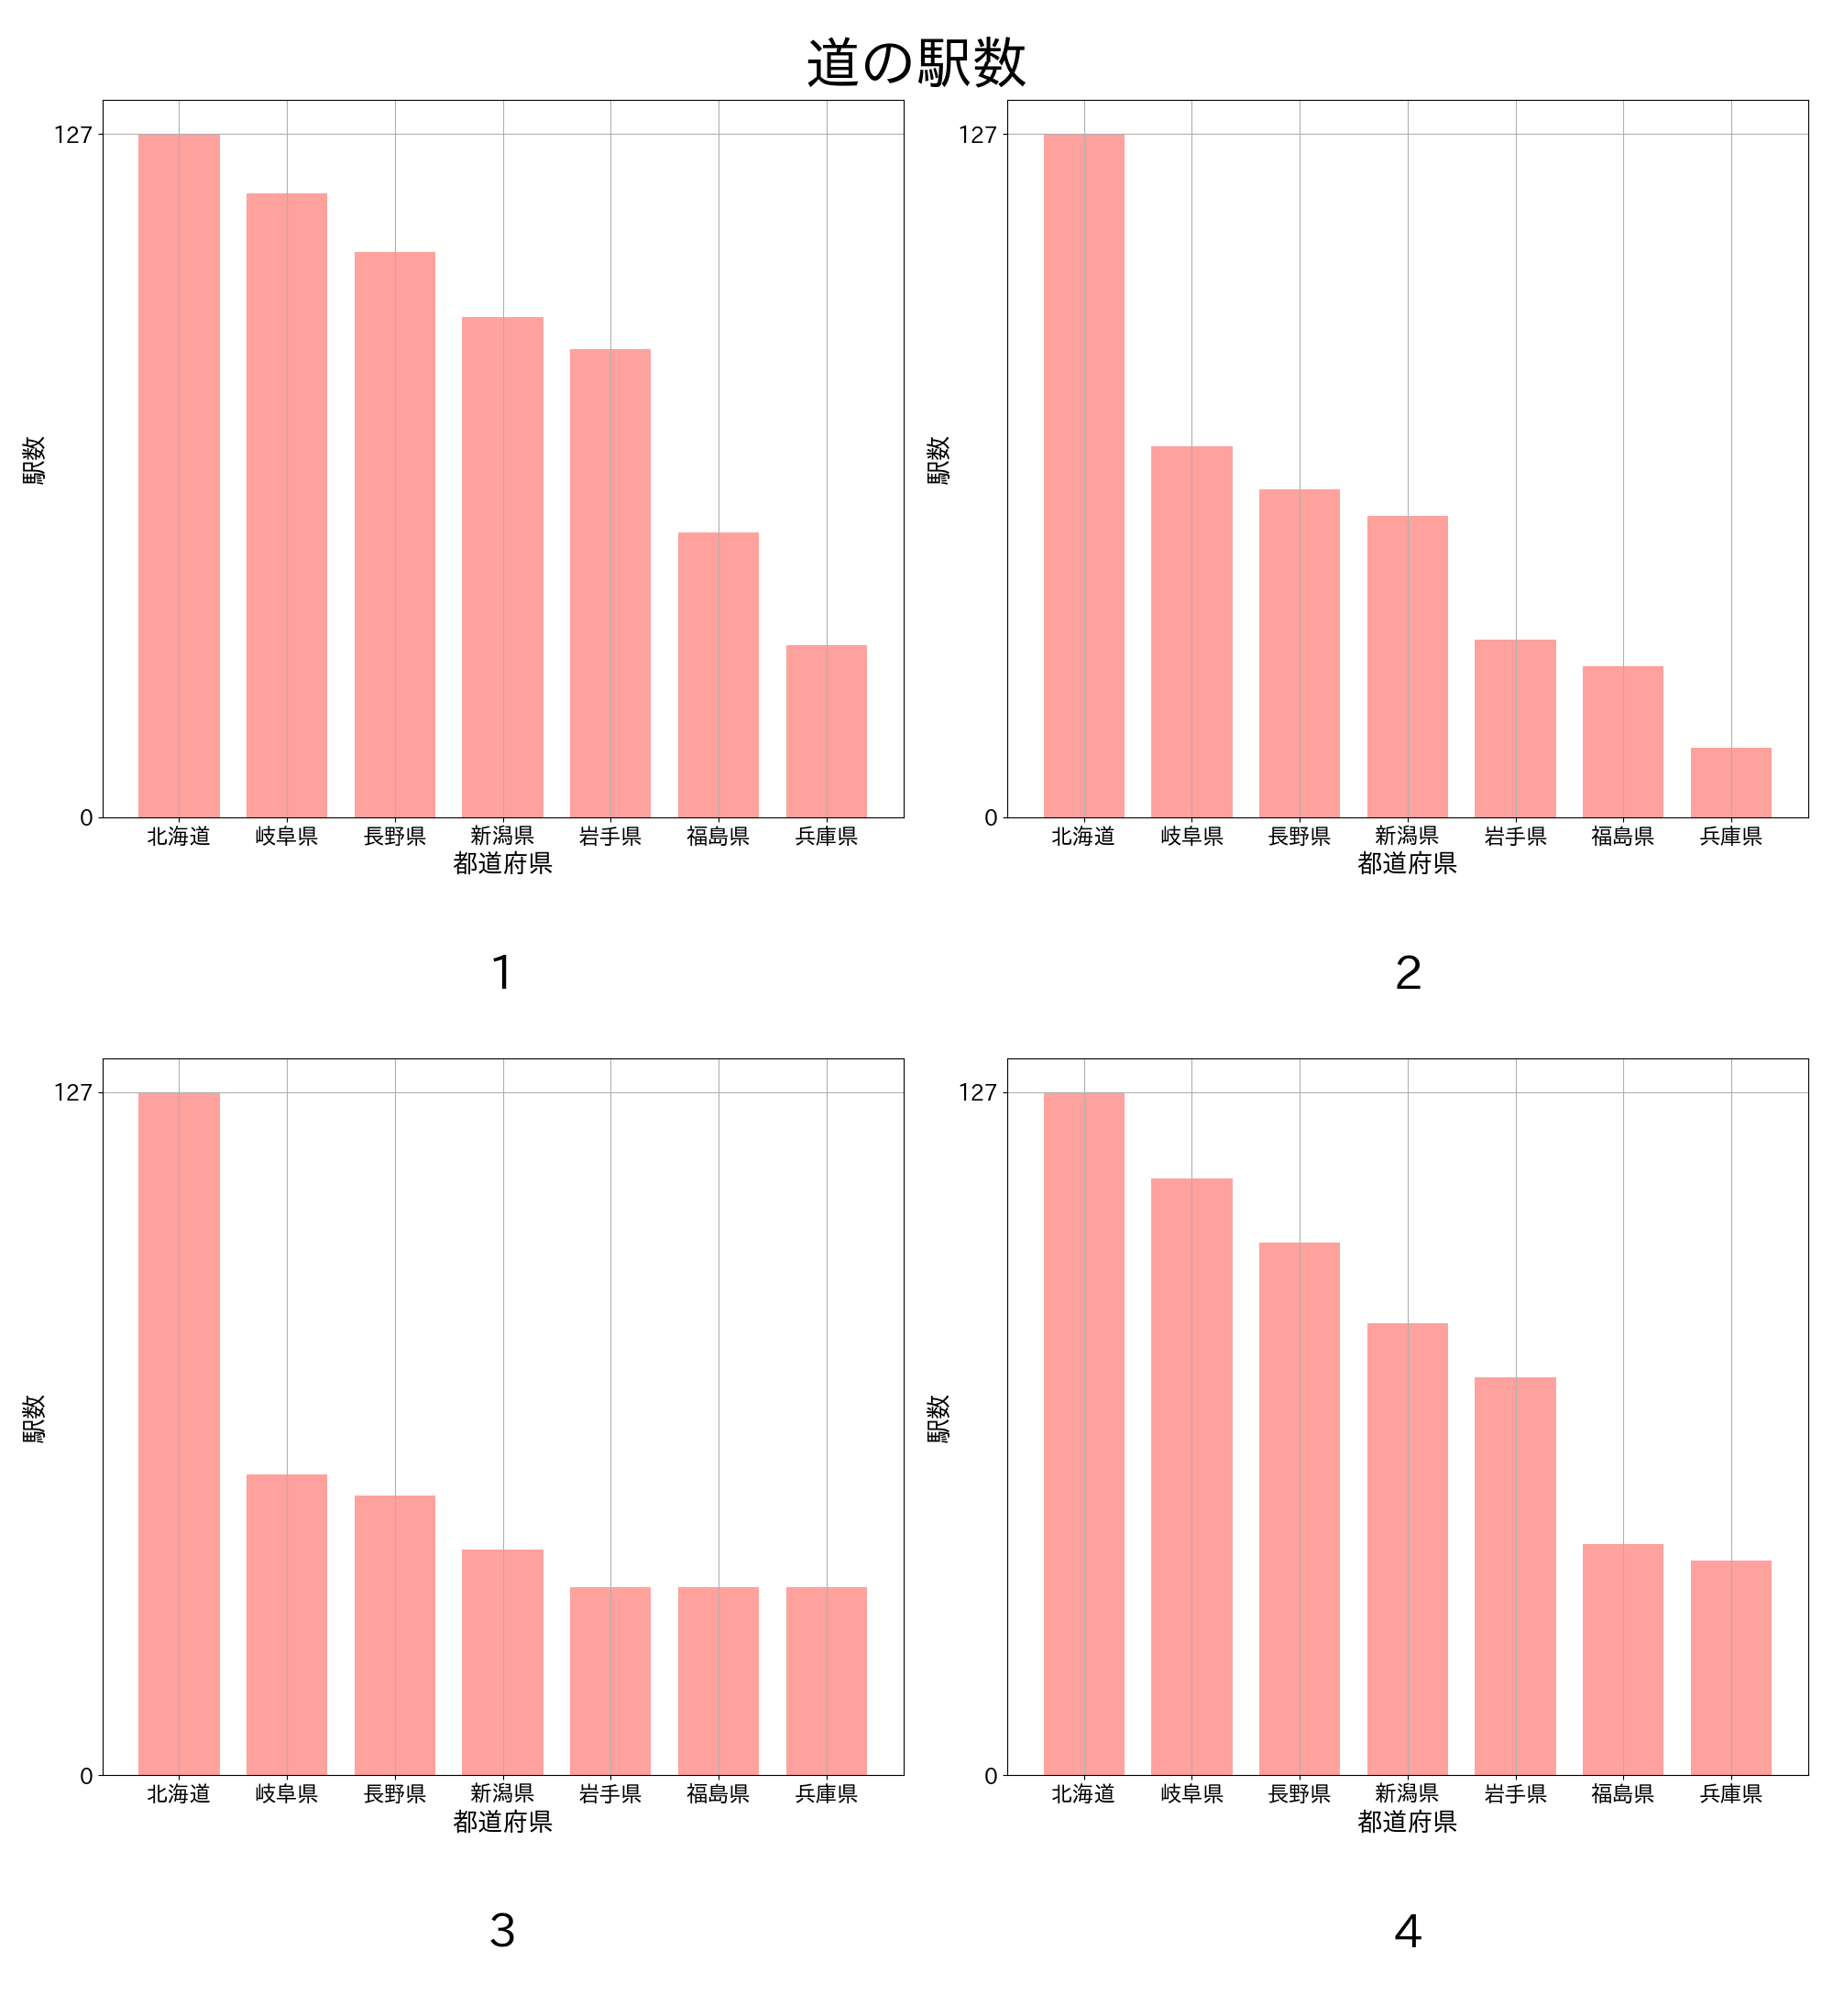 道の駅数
127
0
駅数
北海道 岐阜県 長野県 新潟県 岩手県 福島県 兵庫県
都道府県
1
127
0
駅数
北海道 岐阜県 長野県 新潟県 岩手県 福島県 兵庫県
都道府県
2
127
0
駅数
北海道 岐阜県 長野県 新潟県 岩手県 福島県 兵庫県
都道府県
3
127
0
駅数
北海道 岐阜県 長野県 新潟県 岩手県 福島県 兵庫県
都道府県
4